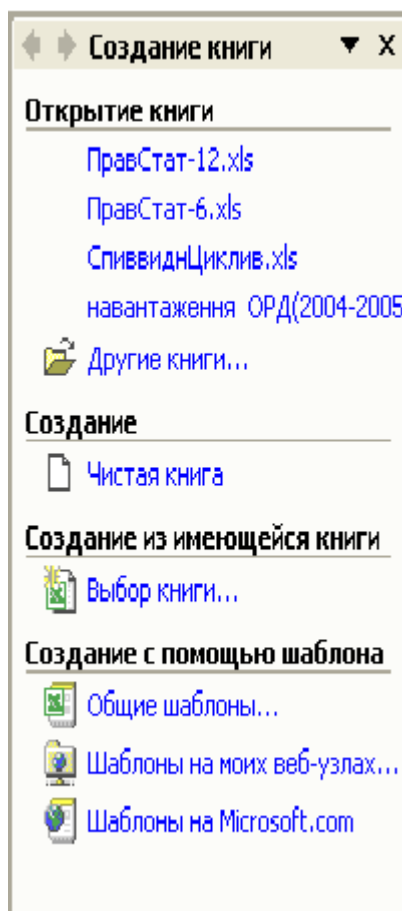 Создание книги
Открытие книги
ПравСтат-12.xls
ПравСтат-6.xls
СпиввиднЦиклив.xls
навантаження ОРД(2004-2005
Другие книги...
Создание
Чистая книга
Создание из имеющейся книги
Выбор книги...
Создание с помощью шаблона
Общие шаблоны...
Шаблоны на моих веб-узлах...
Шаблоны на Microsoft.com